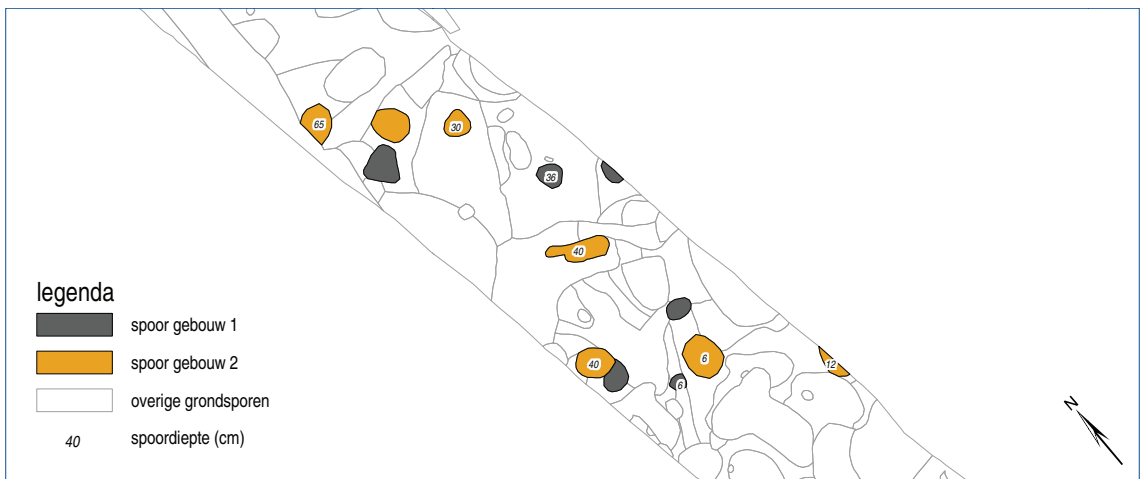 65
30
36
40
40
6
6
12
legenda
spoor gebouw 1
spoor gebouw 2
overige grondsporen
40 spoordiepte (cm)
N